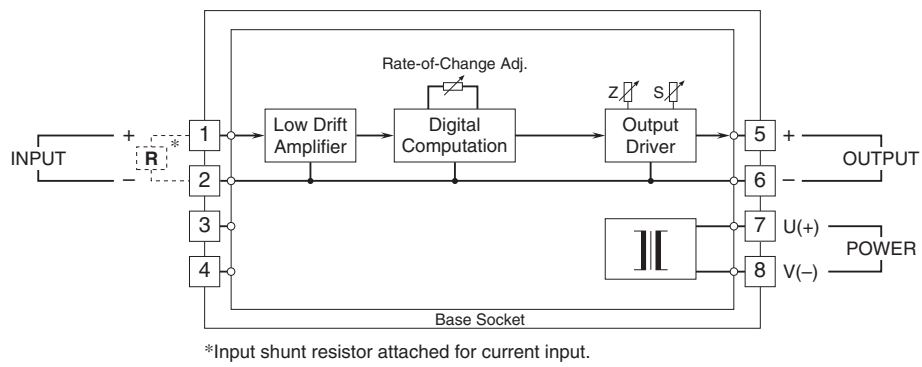 Rate-of-Change Adj.
Z
S
Low Drift
Amplifier
Digital
Computation
Output
Driver
INPUT
+
–
R
*
1
2
3
4
5
6
7
8
+
–
OUTPUT
U(+)
V(–)
POWER
Base Socket
*Input shunt resistor attached for current input.